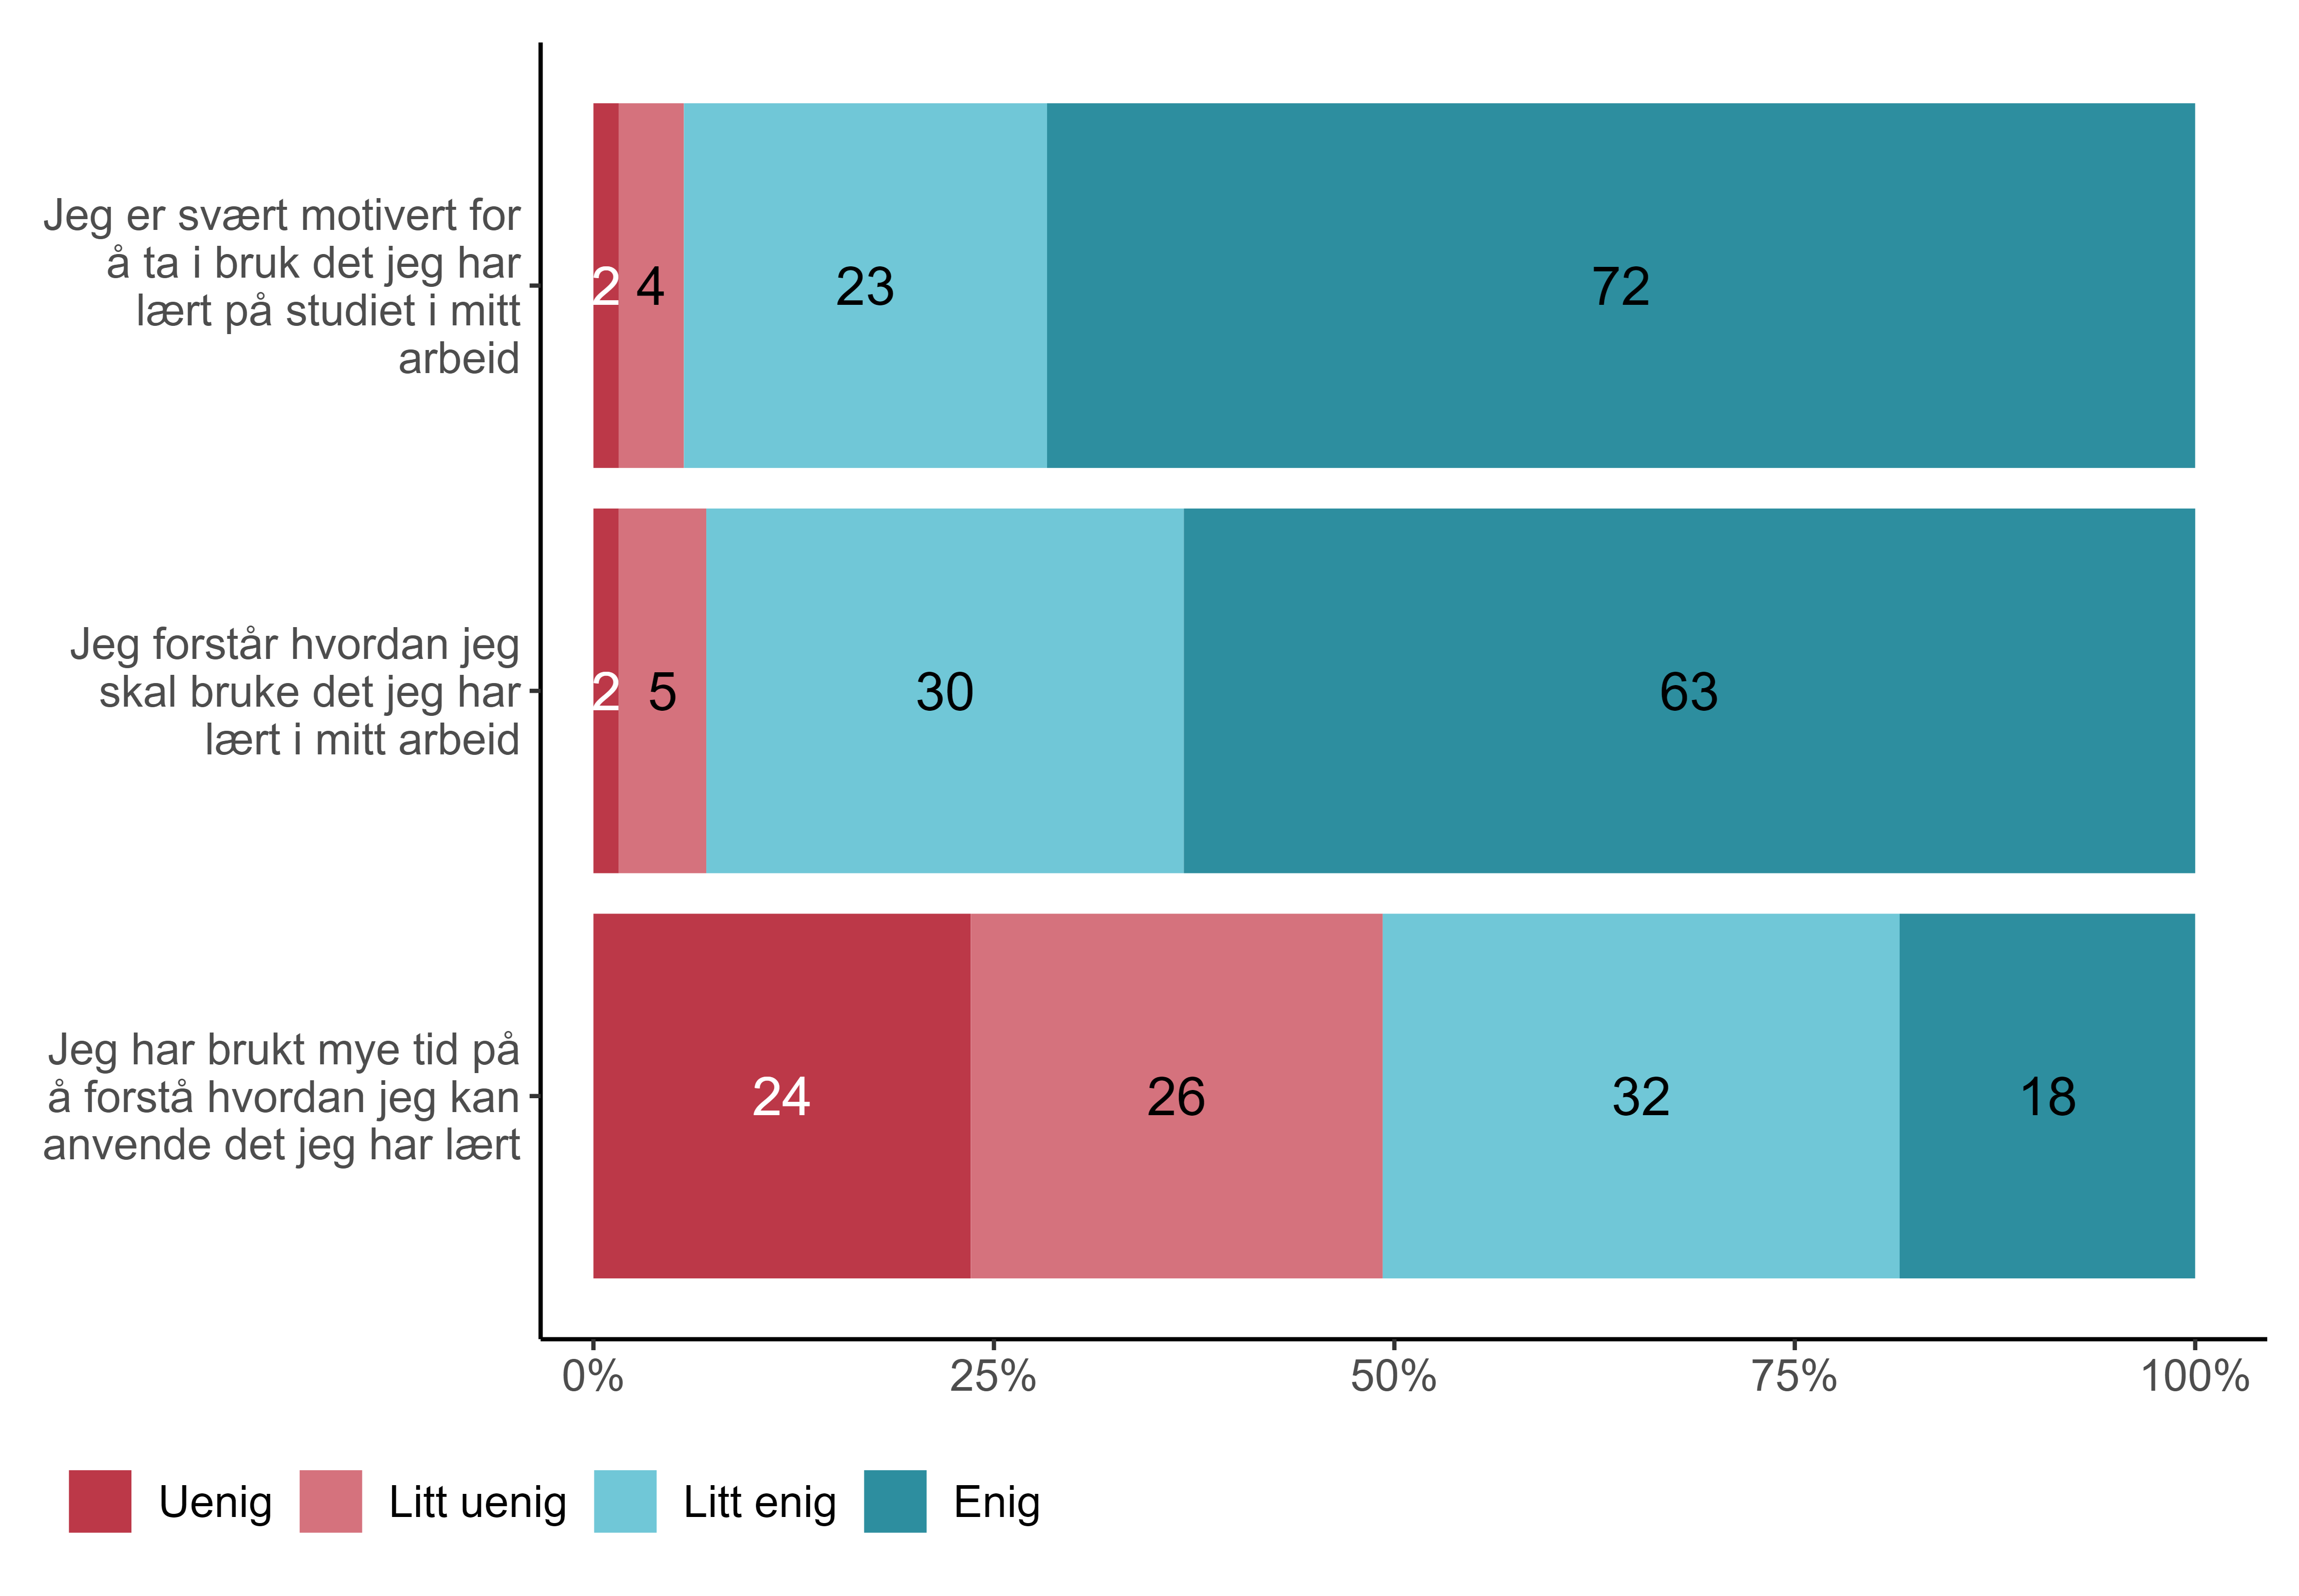 Jeg er svært motivert for
å ta i bruk det jeg har
lært på studiet i mitt
arbeid
2 4 23 72
Jeg forstår hvordan jeg
skal bruke det jeg har
lært i mitt arbeid
2 5 30 63
Jeg har brukt mye tid på
å forstå hvordan jeg kan
anvende det jeg har lært
24 26 32 18
0% 25% 50% 75% 100%
Uenig Litt uenig Litt enig Enig